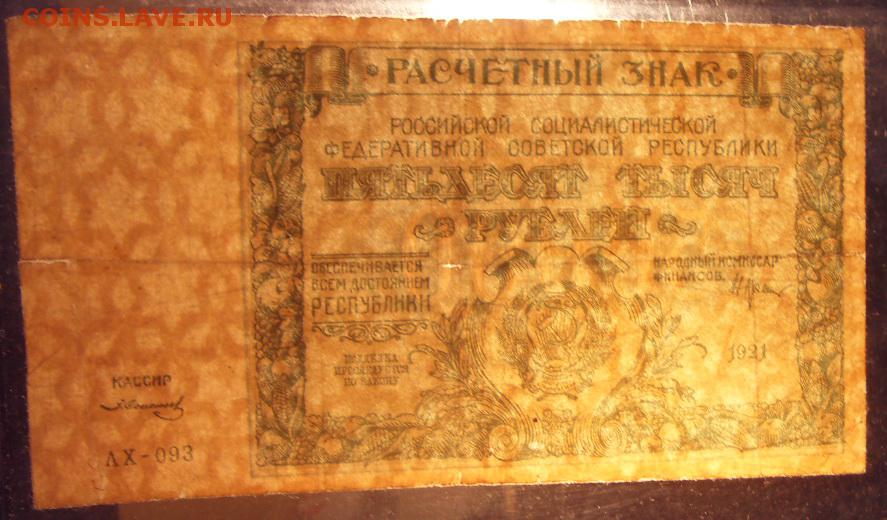 COINS.LAVE.RU
• РАСЧЕТНЫЙ ЗНАК •
РОССИЙСКОЙ СОЦИАЛИСТИЧЕСКОЙ
ФЕДЕРАТИВНОЙ СОВЕТСКОЙ РЕСПУБЛИКИ
ПЯТЬДЕСЯТ ТЫСЯЧ
РУБЛЕЙ
ОБЕСПЕЧИВАЕТСЯ
ВСЕМ ДОСТОЯНИЕМ
РЕСПУБЛИКИ
НАРОДНЫЙ КОМИССАР
ФИНАНСОВ.
ПОДДЕЛКА
ПРЕСЛЕДУЕТСЯ
ПО ЗАКОНУ
1921
КАССИР
АХ-093